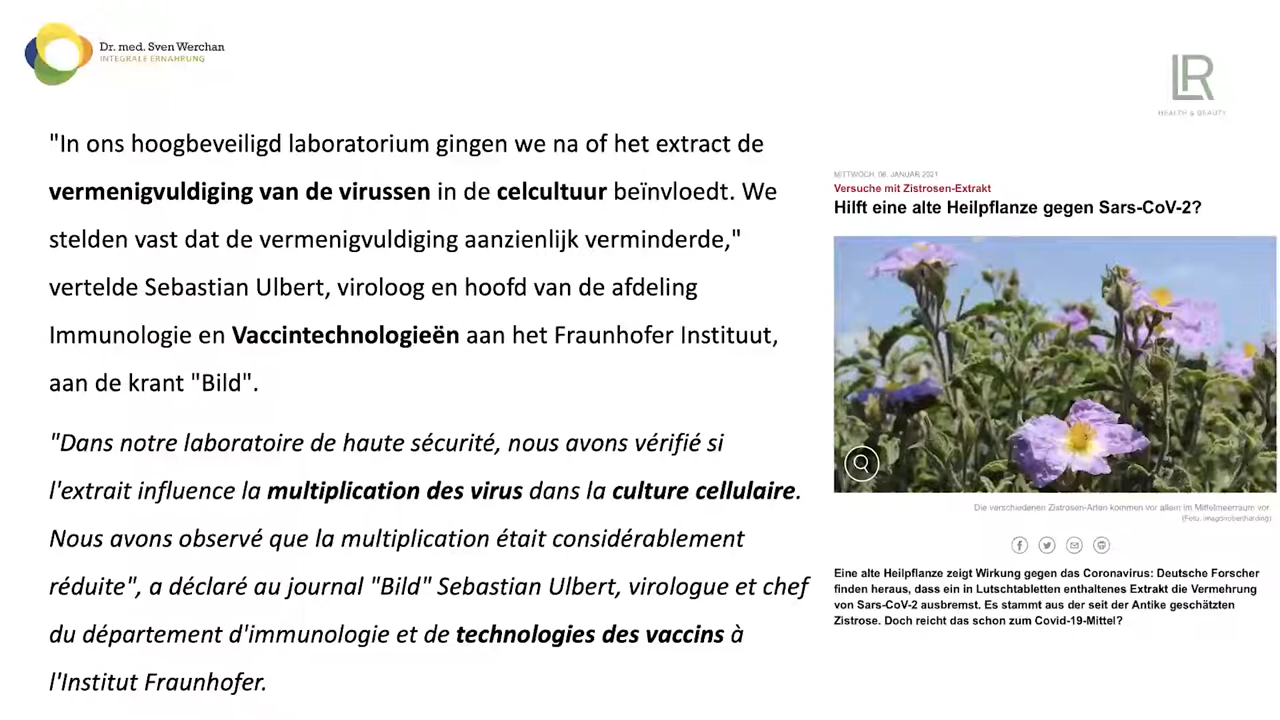 Dr. med. Sven Werchan
INTEGRALE ERNÄHRUNG
LR
HEALTH & BEAUTY
"In ons hoogbeveiligd laboratorium gingen we na of het extract de
vermenigvuldiging van de virussen in de celcultuur beïnvloedt. We
stelden vast dat de vermenigvuldiging aanzienlijk verminderde,"
vertelde Sebastian Ulbert, viroloog en hoofd van de afdeling
Immunologie en Vaccintechnologieën aan het Fraunhofer Instituut,
aan de krant "Bild".
"Dans notre laboratoire de haute sécurité, nous avons vérifié si
l'extrait influence la multiplication des virus dans la culture cellulaire.
Nous avons observé que la multiplication était considérablement
réduite", a déclaré au journal "Bild" Sebastian Ulbert, virologue et chef
du département d'immunologie et de technologies des vaccins à
l'Institut Fraunhofer.
MITTWOCH, 06. JANUAR 2021
Versuche mit Zistrosen-Extrakt
Hilft eine alte Heilpflanze gegen Sars-CoV-2?
Die verschiedenen Zistrosen-Arten kommen vor allem im Mittelmeerraum vor.
(Foto: imago/robertharding)
Eine alte Heilpflanze zeigt Wirkung gegen das Coronavirus: Deutsche Forscher
finden heraus, dass ein in Lutschtabletten enthaltenes Extrakt die Vermehrung
von Sars-CoV-2 ausbremst. Es stammt aus der seit der Antike geschätzten
Zistrose. Doch reicht das schon zum Covid-19-Mittel?